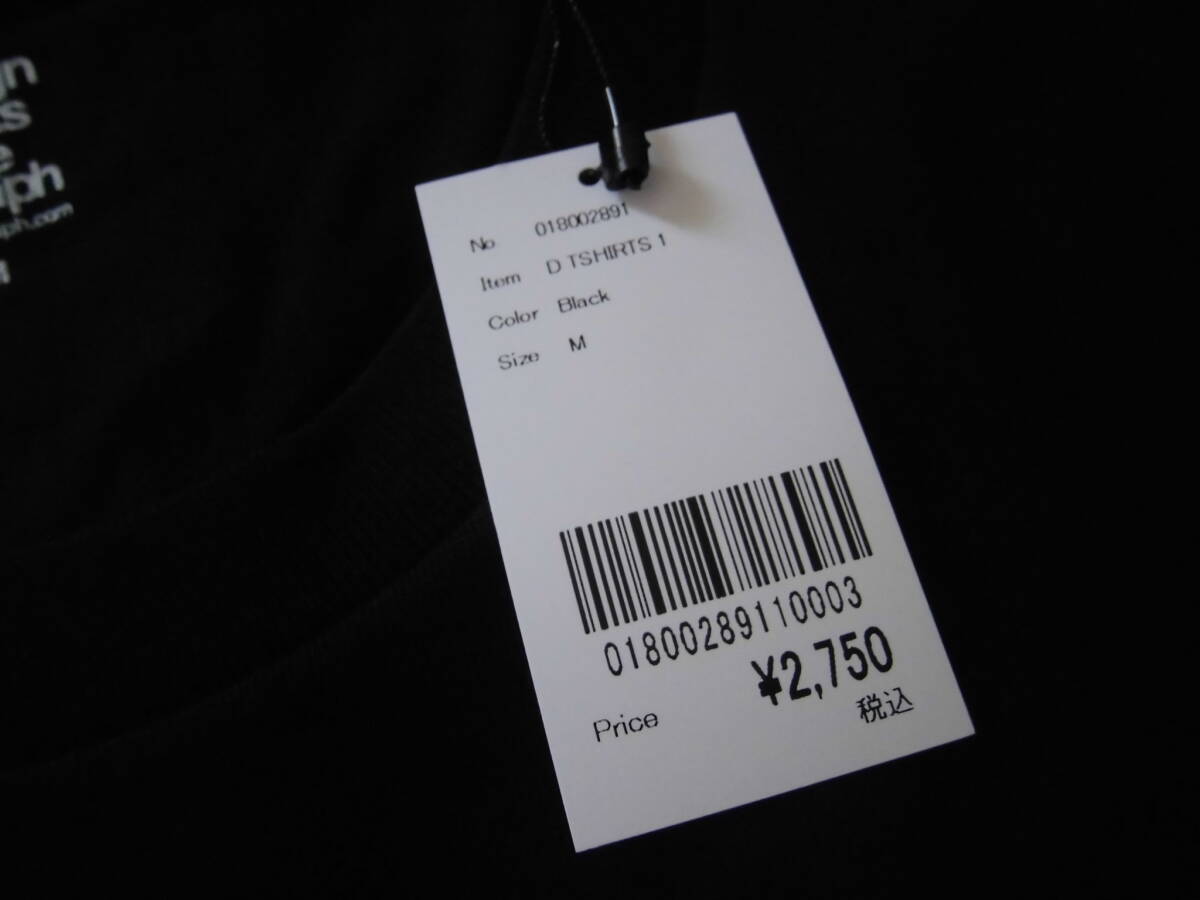 No 018002891
Item D TSHIRTS 1
Color Black
Size M
01800289110003
Price ¥2,750
税込